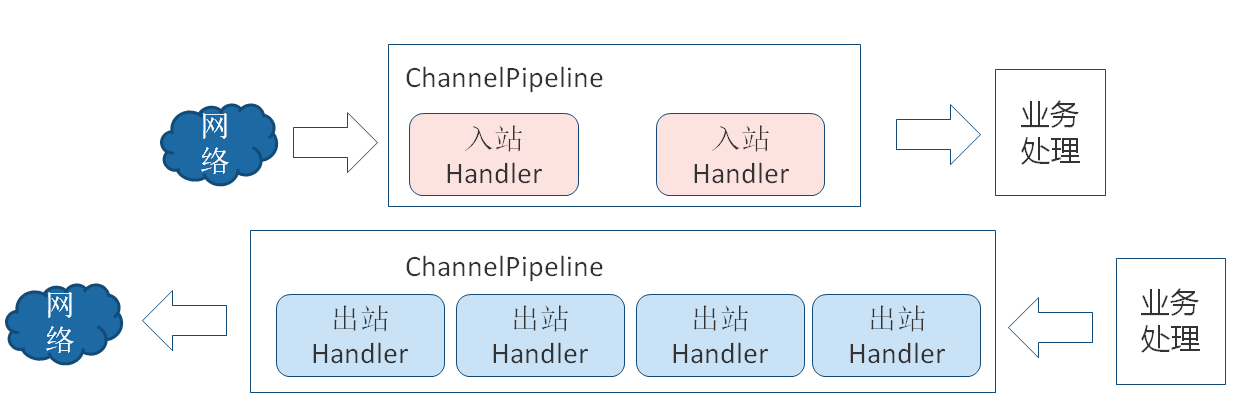 ChannelPipeline
网
络
入站
Handler
入站
Handler
业务
处理
ChannelPipeline
网
络
出站
Handler
出站
Handler
出站
Handler
出站
Handler
业务
处理